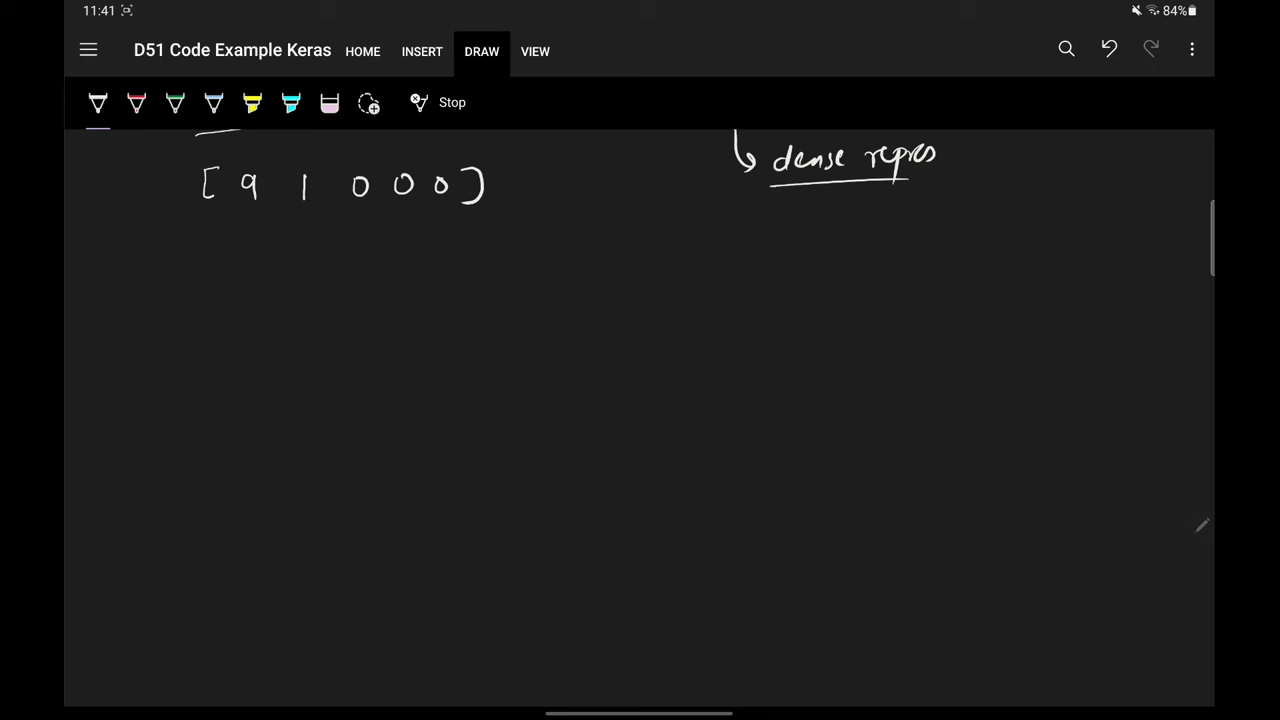 11:41 84%
D51 Code Example Keras HOME INSERT DRAW VIEW
Stop
dense repres
[ 9 1 0 0 0 ]